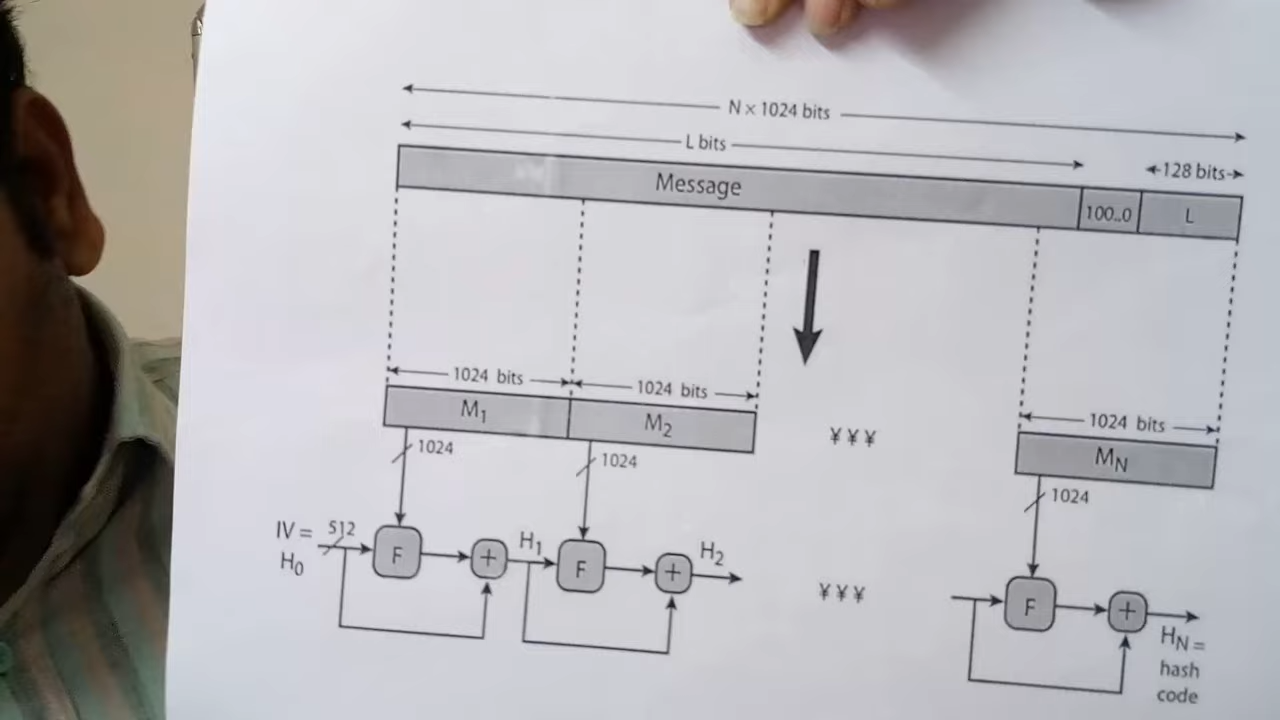 N × 1024 bits
L bits
128 bits
Message
100..0
L
1024 bits
1024 bits
1024 bits
M1
M2
¥¥¥
MN
1024
1024
1024
IV =
512
H0
F
+
H1
F
+
H2
¥¥¥
F
+
HN =
hash
code